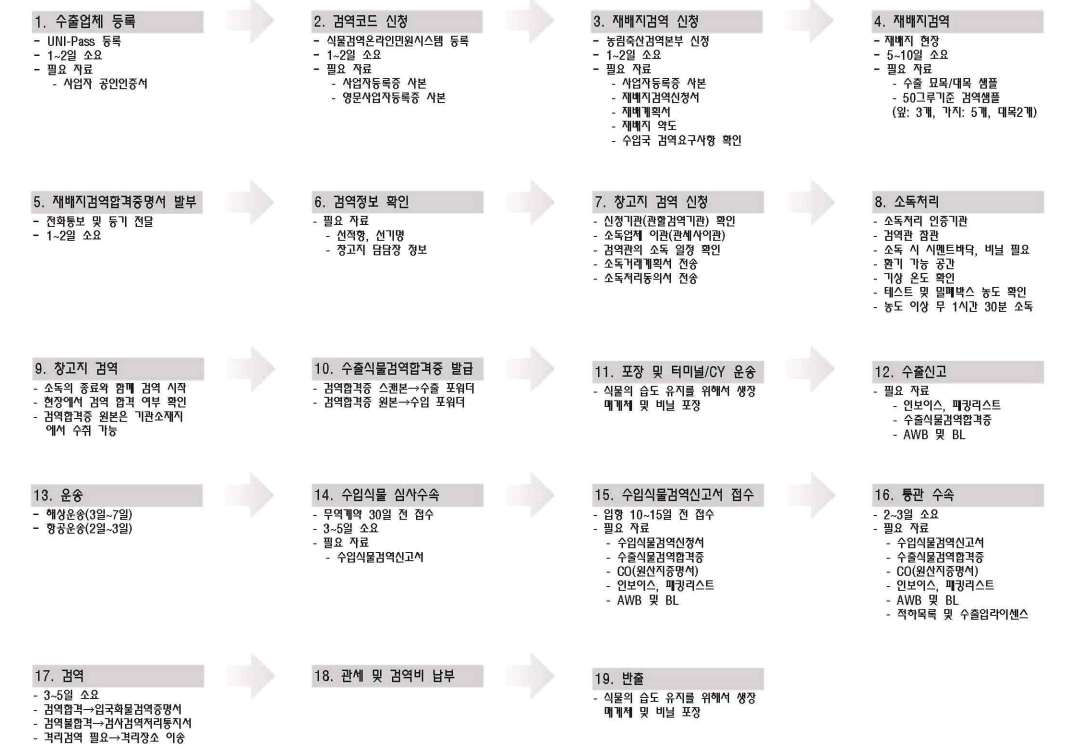 1. 수출업체 등록
- UNI-Pass 등록
- 1~2일 소요
- 필요 자료
- 사업자 공인인증서
2. 검역코드 신청
- 식물검역온라인민원시스템 등록
- 1~2일 소요
- 필요 자료
- 사업자등록증 사본
- 영문사업자등록증 사본
3. 재배지검역 신청
- 농림축산검역본부 신청
- 1~2일 소요
- 필요 자료
- 사업자등록증 사본
- 재배지검역신청서
- 재배계획서
- 재배지 약도
- 수입국 검역요구사항 확인
4. 재배지검역
- 재배지 현장
- 5~10일 소요
- 필요 자료
- 수출 묘목/대목 샘플
- 50그루기준 검역샘플
(잎: 3개, 가지: 5개, 대목2개)
5. 재배지검역합격증명서 발부
- 전화통보 및 등기 전달
- 1~2일 소요
6. 검역정보 확인
- 필요 자료
- 선적항, 선기명
- 창고지 담당장 정보
7. 창고지 검역 신청
- 신청기관(관할검역기관) 확인
- 소독업체 이관(관세사이관)
- 검역관의 소독 일정 확인
- 소독거래계획서 전송
- 소독처리동의서 전송
8. 소독처리
- 소독처리 인증기관
- 검역관 참관
- 소독 시 시멘트바닥, 비닐 필요
- 환기 가능 공간
- 기상 온도 확인
- 테스트 및 밀폐박스 농도 확인
- 농도 이상 무 1시간 30분 소독
9. 창고지 검역
- 소독의 종료와 함께 검역 시작
- 현장에서 검역 합격 여부 확인
- 검역합격증 원본은 기관소재지
에서 수취 가능
10. 수출식물검역합격증 발급
- 검역합격증 스캔본→수출 포워더
- 검역합격증 원본→수입 포워더
11. 포장 및 터미널/CY 운송
- 식물의 습도 유지를 위해서 생장
매개체 및 비닐 포장
12. 수출신고
- 필요 자료
- 인보이스, 패킹리스트
- 수출식물검역합격증
- AWB 및 BL
13. 운송
- 해상운송(3일~7일)
- 항공운송(2일~3일)
14. 수입식물 심사수속
- 무역계약 30일 전 접수
- 3~5일 소요
- 필요 자료
- 수입식물검역신고서
15. 수입식물검역신고서 접수
- 입항 10~15일 전 접수
- 필요 자료
- 수입식물검역신청서
- 수출식물검역합격증
- CO(원산지증명서)
- 인보이스, 패킹리스트
- AWB 및 BL
16. 통관 수속
- 2~3일 소요
- 필요 자료
- 수입식물검역신고서
- 수출식물검역합격증
- CO(원산지증명서)
- 인보이스, 패킹리스트
- AWB 및 BL
- 적하목록 및 수출입라이센스
17. 검역
- 3~5일 소요
- 검역합격→입국화물검역증명서
- 검역불합격→검사검역처리통지서
- 격리검역 필요→격리장소 이송
18. 관세 및 검역비 납부
19. 반출
- 식물의 습도 유지를 위해서 생장
매개체 및 비닐 포장